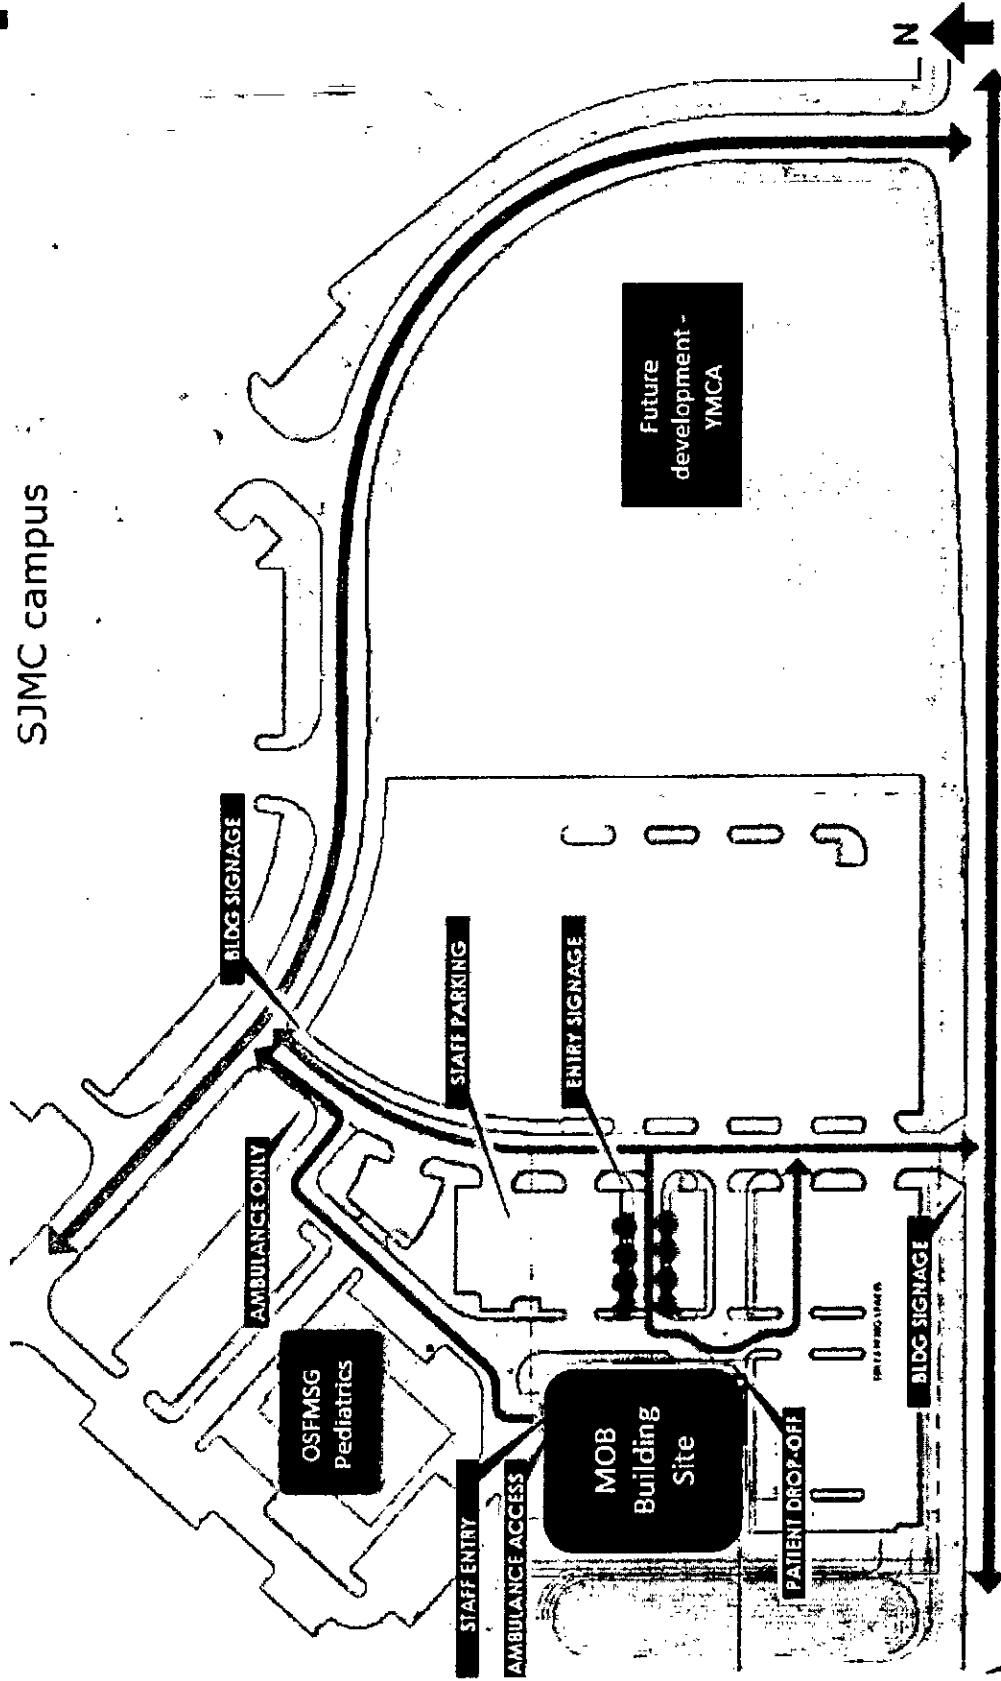 SJMC campus
N
BLDG SIGNAGE
STAFF PARKING
ENTRY SIGNAGE
Future
development -
YMCA
AMBULANCE ONLY
OSFMSG
Pediatrics
STAFF ENTRY
AMBULANCE ACCESS
MOB
Building
Site
PATIENT DROP-OFF
BLDG SIGNAGE